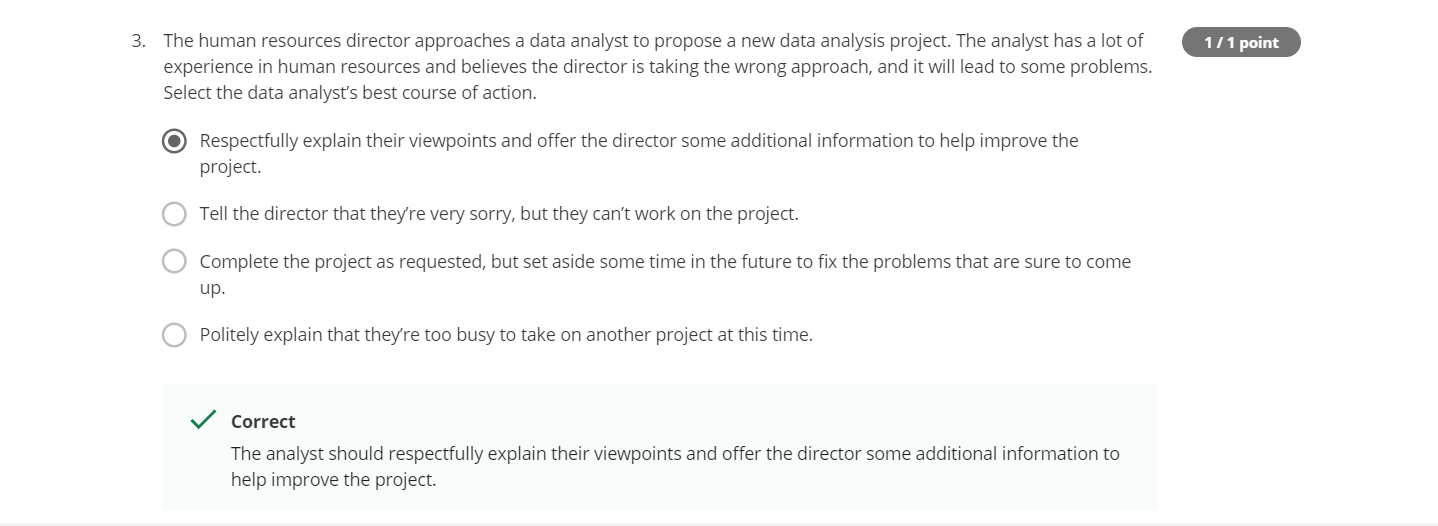 3. The human resources director approaches a data analyst to propose a new data analysis project. The analyst has a lot of
1 / 1 point
experience in human resources and believes the director is taking the wrong approach, and it will lead to some problems.
Select the data analyst’s best course of action.
Respectfully explain their viewpoints and offer the director some additional information to help improve the
project.
Tell the director that they’re very sorry, but they can’t work on the project.
Complete the project as requested, but set aside some time in the future to fix the problems that are sure to come
up.
Politely explain that they’re too busy to take on another project at this time.
Correct
The analyst should respectfully explain their viewpoints and offer the director some additional information to
help improve the project.